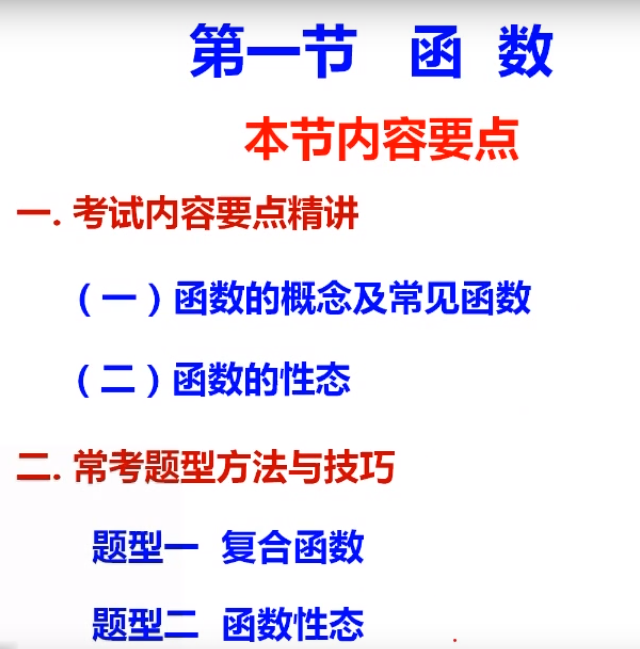 第一节 函 数
本节内容要点
一. 考试内容要点精讲
（一）函数的概念及常见函数
（二）函数的性态
二. 常考题型方法与技巧
题型一 复合函数
题型二 函数性态